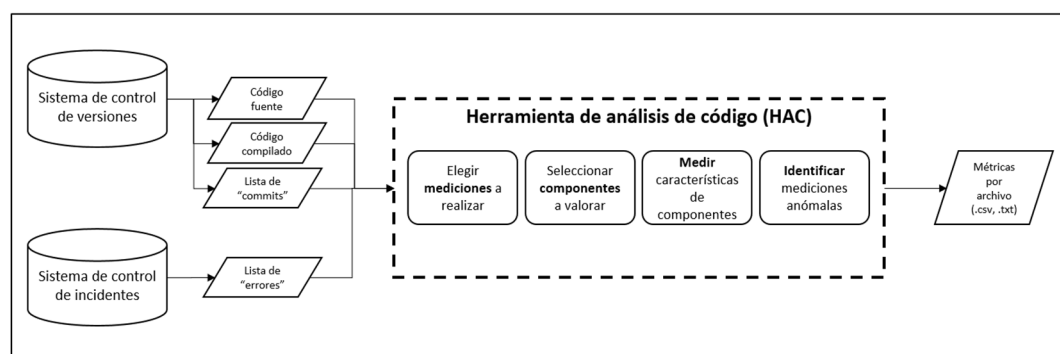 Sistema de control
de versiones
Código
fuente
Código
compilado
Lista de
“commits”
Sistema de control
de incidentes
Lista de
“errores”
Herramienta de análisis de código (HAC)
Elegir
mediciones a
realizar
Seleccionar
componentes
a valorar
Medir
características
de
componentes
Identificar
mediciones
anómalas
Métricas
por
archivo
(.csv, .txt)